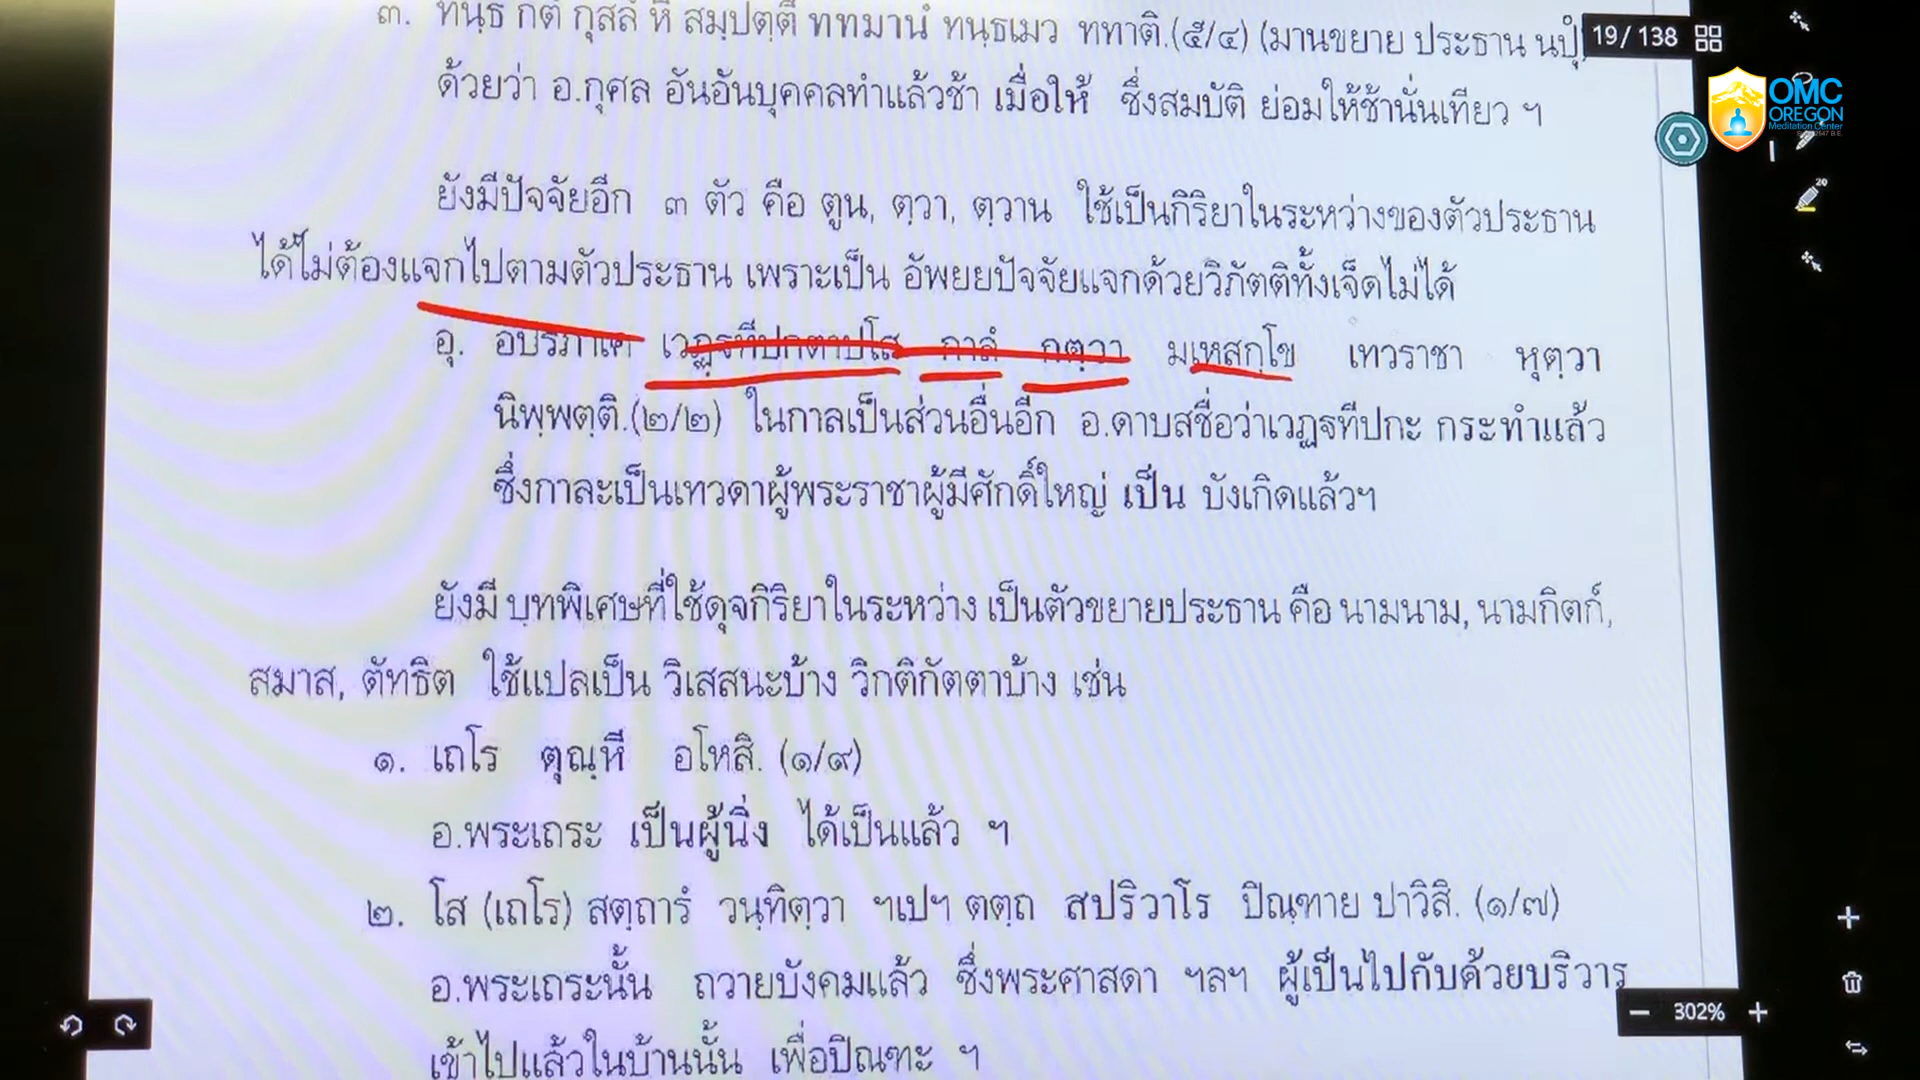 ๓. ทนฺธํ กตํ กุสลํ หิ สมฺปตฺตึ ททมานํ ทนฺธเมว ททาติ.(๕/๔) (มานขยาย ประธาน นปุํ
19 / 138
ด้วยว่า อ.กุศล อันอันบุคคลทำแล้วช้า เมื่อให้ ซึ่งสมบัติ ย่อมให้ช้านั่นเทียว ฯ
OMC
OREGON
Meditation Center
ยังมีปัจจัยอีก ๓ ตัว คือ ตูน, ตฺวา, ตฺวาน ใช้เป็นกิริยาในระหว่างของตัวประธาน
ได้ไม่ต้องแจกไปตามตัวประธาน เพราะเป็น อัพยยปัจจัยแจกด้วยวิภัตติทั้งเจ็ดไม่ได้
อุ. อปรภาเค เวฏฺฐทีปกตาปโส กาลํ กตฺวา มเหสกฺโข เทวราชา หุตฺวา
นิพฺพตฺติ.(๒/๒) ในกาลเป็นส่วนอื่นอีก อ.ดาบสชื่อว่าเวฏฐทีปกะ กระทำแล้ว
ซึ่งกาละเป็นเทวดาผู้พระราชาผู้มีศักดิ์ใหญ่ เป็น บังเกิดแล้วฯ
ยังมี บทพิเศษที่ใช้ดุจกิริยาในระหว่าง เป็นตัวขยายประธาน คือ นามนาม, นามกิตก์,
สมาส, ตัทธิต ใช้แปลเป็น วิเสสนะบ้าง วิกติกัตตาบ้าง เช่น
๑. เถโร ตุณฺหี อโหสิ. (๑/๙)
อ.พระเถระ เป็นผู้นิ่ง ได้เป็นแล้ว ฯ
๒. โส (เถโร) สตฺถารํ วนฺทิตฺวา ฯเปฯ ตตฺถ สปริวาโร ปิณฺฑาย ปาวิสิ. (๑/๗)
อ.พระเถระนั้น ถวายบังคมแล้ว ซึ่งพระศาสดา ฯลฯ ผู้เป็นไปกับด้วยบริวาร
302%
เข้าไปแล้วในบ้านนั้น เพื่อปิณฑะ ฯ